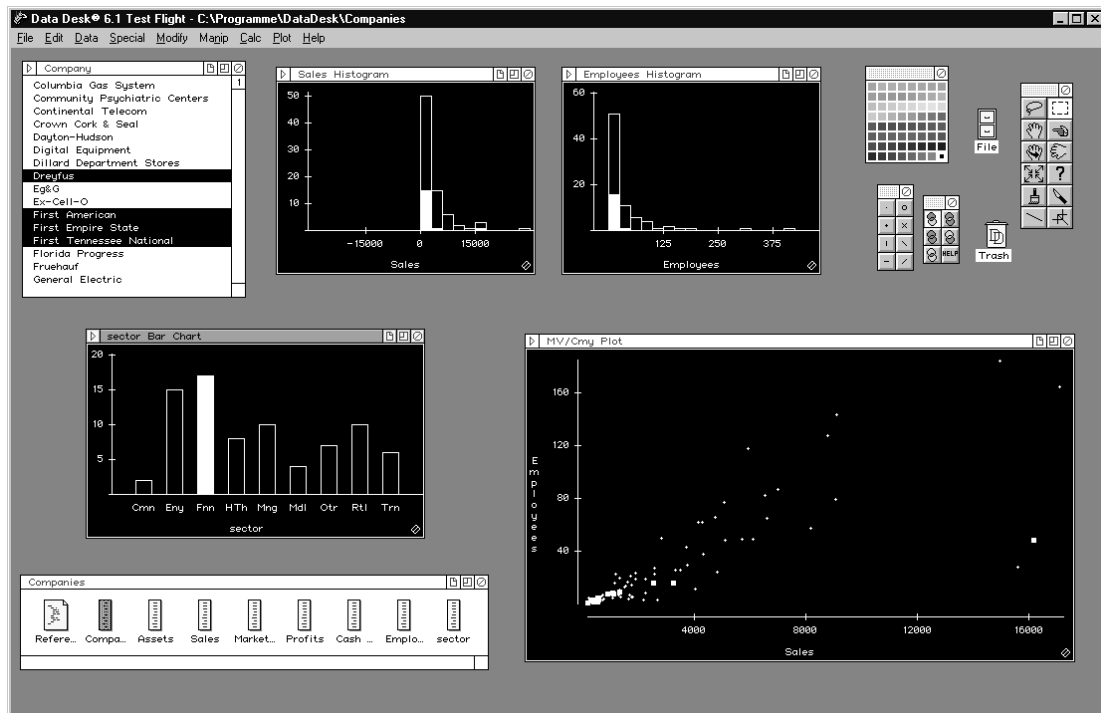 Data Desk® 6.1 Test Flight - C:\Programme\DataDesk\Companies
File Edit Data Special Modify Manip Calc Plot Help
Company
1
Columbia Gas System
Community Psychiatric Centers
Continental Telecom
Crown Cork & Seal
Dayton-Hudson
Digital Equipment
Dillard Department Stores
Dreyfus
Eg&G
Ex-Cell-O
First American
First Empire State
First Tennessee National
Florida Progress
Fruehauf
General Electric
Sales Histogram
50
40
30
20
10
-15000 0 15000
Sales
Employees Histogram
60
40
20
125 250 375
Employees
File
?
HELP
Trash
sector Bar Chart
20
15
10
5
Cmn Eny Fnn HTh Mng Mdl Otr Rtl Trn
sector
MV/Cmy Plot
160
120
80
40
Employees
4000 8000 12000 16000
Sales
Companies
Refere… Compa… Assets Sales Market… Profits Cash … Emplo… sector